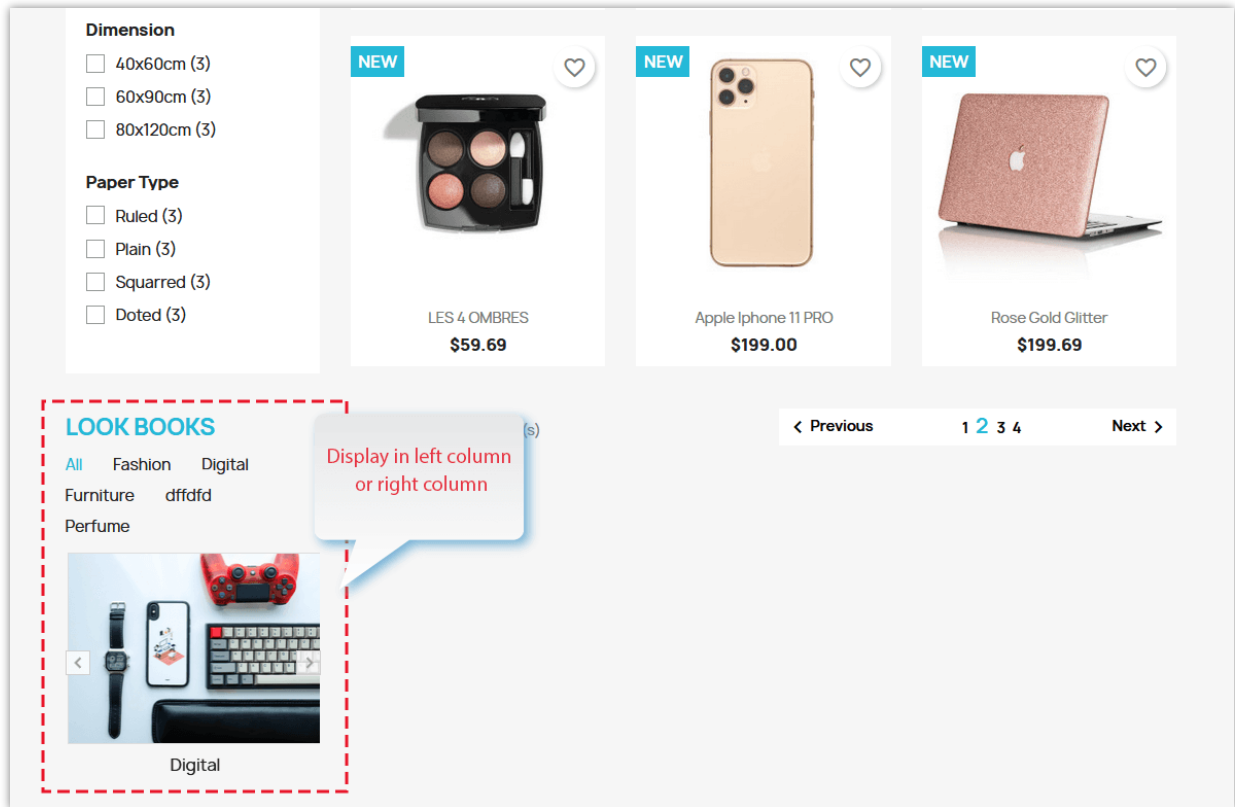 Dimension
40x60cm (3)
60x90cm (3)
80x120cm (3)
Paper Type
Ruled (3)
Plain (3)
Squarred (3)
Doted (3)
NEW
LES 4 OMBRES
$59.69
NEW
Apple Iphone 11 PRO
$199.00
NEW
Rose Gold Glitter
$199.69
(s)
Previous 1 2 3 4 Next
LOOK BOOKS
All Fashion Digital
Furniture dffdfd
Perfume
Digital
Display in left column
or right column